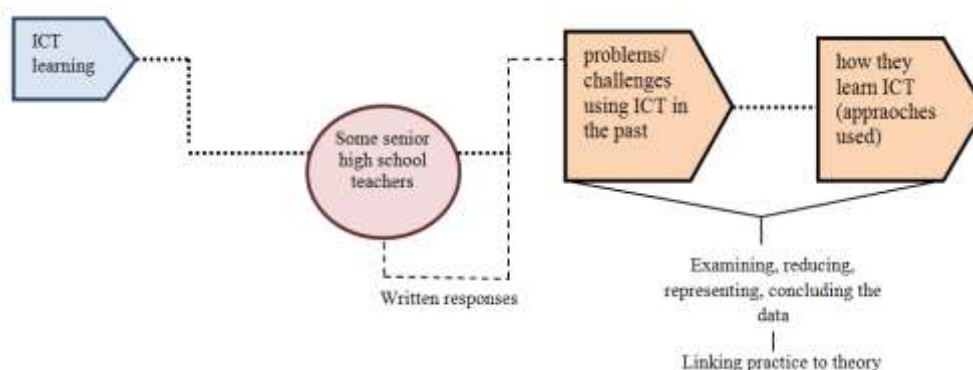 ICT
learning
Some senior
high school
teachers
Written responses
problems/
challenges
using ICT in
the past
how they
learn ICT
(appraoches
used)
Examining, reducing,
representing, concluding the
data
Linking practice to theory